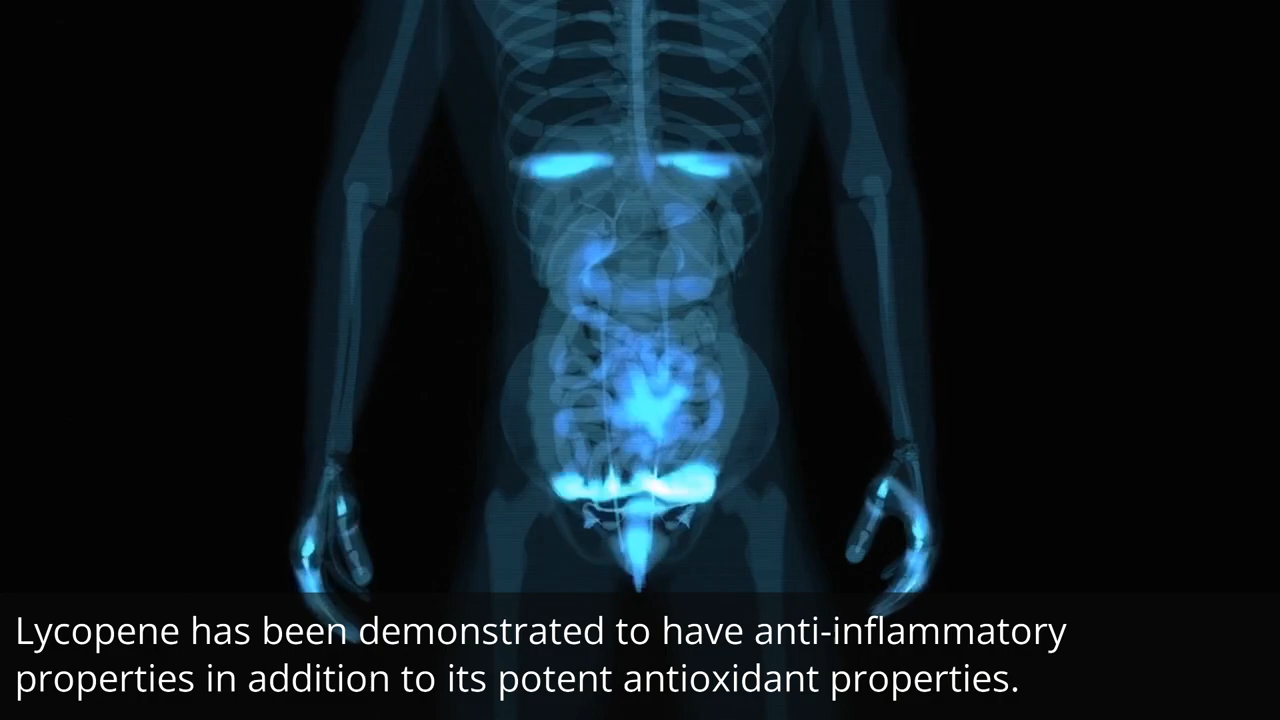 Lycopene has been demonstrated to have anti-inflammatory
properties in addition to its potent antioxidant properties.